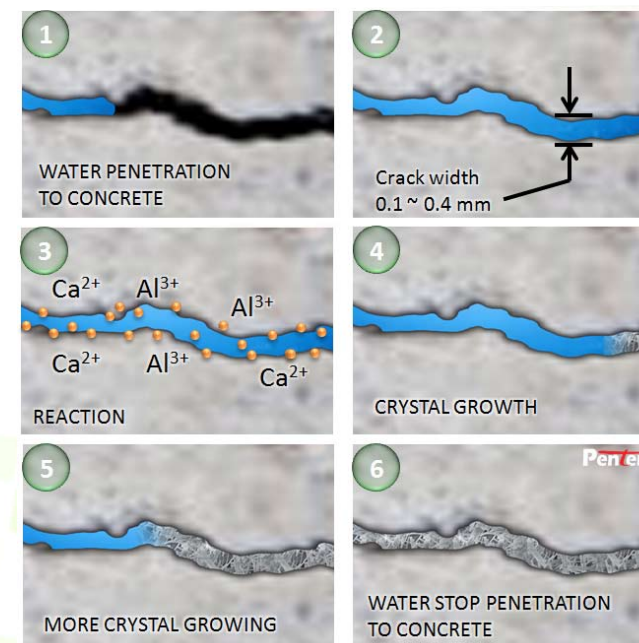 1
WATER PENETRATION
TO CONCRETE
2
Crack width
0.1 ~ 0.4 mm
3
Ca²⁺ Al³⁺ Al³⁺
Ca²⁺ Al³⁺ Ca²⁺
REACTION
4
CRYSTAL GROWTH
5
MORE CRYSTAL GROWING
6
WATER STOP PENETRATION
TO CONCRETE